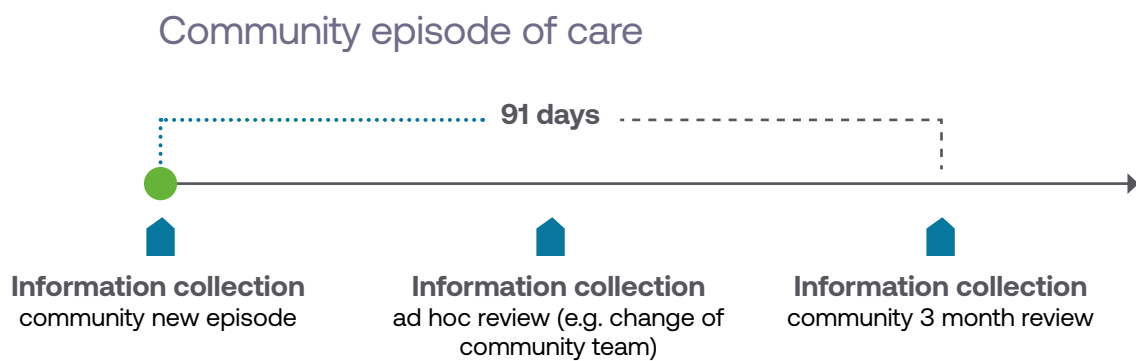 Community episode of care
91 days
Information collection
community new episode
Information collection
ad hoc review (e.g. change of
community team)
Information collection
community 3 month review